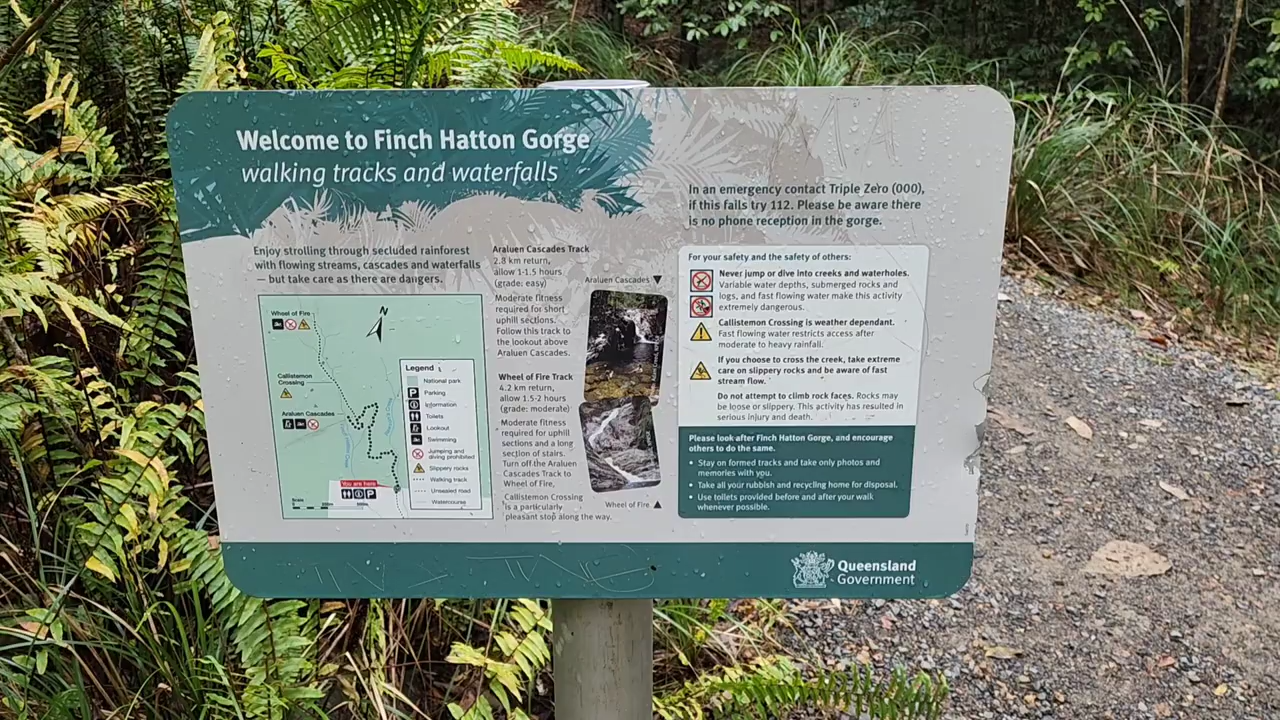 Welcome to Finch Hatton Gorge
walking tracks and waterfalls
In an emergency contact Triple Zero (000),
if this fails try 112. Please be aware there
is no phone reception in the gorge.
Enjoy strolling through secluded rainforest
with flowing streams, cascades and waterfalls
— but take care as there are dangers.
Wheel of Fire
N
Callistemon
Crossing
Araluen Cascades
You are here
Scale
Legend
National park
Parking
Information
Toilets
Lookout
Swimming
Jumping and
diving prohibited
Slippery rocks
Walking track
Unsealed road
Watercourse
Araluen Cascades Track
2.8 km return,
allow 1-1.5 hours
(grade: easy)
Moderate fitness
required for short
uphill sections.
Follow this track to
the lookout above
Araluen Cascades.
Wheel of Fire Track
4.2 km return,
allow 1.5-2 hours
(grade: moderate)
Moderate fitness
required for uphill
sections and a long
section of stairs.
Turn off the Araluen
Cascades Track to
Wheel of Fire.
Callistemon Crossing
is a particularly
pleasant stop along the way.
Araluen Cascades ▼
Wheel of Fire ▲
For your safety and the safety of others:
Never jump or dive into creeks and waterholes.
Variable water depths, submerged rocks and
logs, and fast flowing water make this activity
extremely dangerous.
Callistemon Crossing is weather dependant.
Fast flowing water restricts access after
moderate to heavy rainfall.
If you choose to cross the creek, take extreme
care on slippery rocks and be aware of fast
stream flow.
Do not attempt to climb rock faces. Rocks may
be loose or slippery. This activity has resulted in
serious injury and death.
Please look after Finch Hatton Gorge, and encourage
others to do the same.
• Stay on formed tracks and take only photos and
memories with you.
• Take all your rubbish and recycling home for disposal.
• Use toilets provided before and after your walk
whenever possible.
Queensland
Government